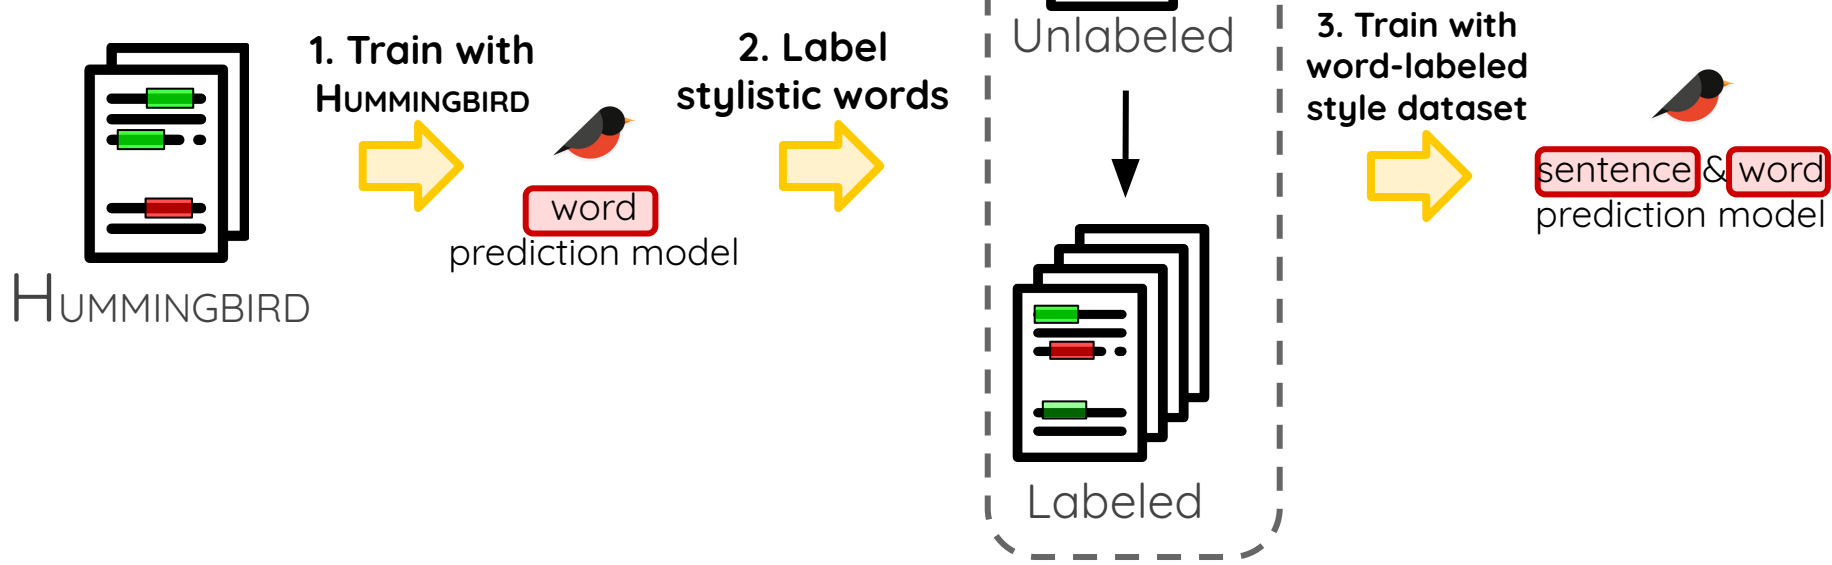 1. Train with
HUMMINGBIRD
2. Label
stylistic words
Unlabeled
3. Train with
word-labeled
style dataset
word
prediction model
sentence & word
prediction model
HUMMINGBIRD
Labeled